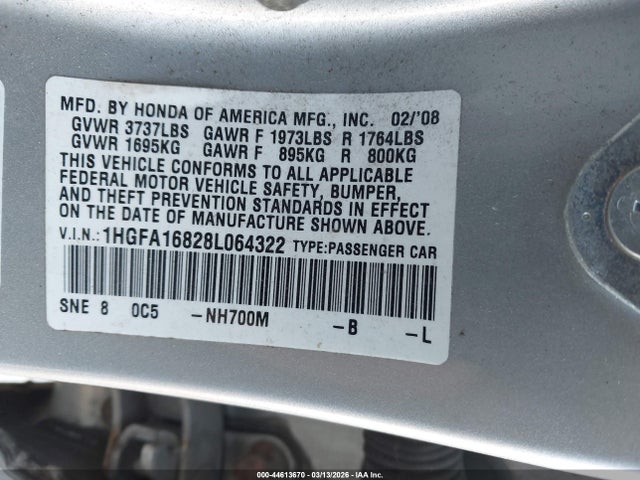 MFD. BY HONDA OF AMERICA MFG., INC. 02/'08
GVWR 3737LBS GAWR F 1973LBS R 1764LBS
GVWR 1695KG GAWR F 895KG R 800KG
THIS VEHICLE CONFORMS TO ALL APPLICABLE
FEDERAL MOTOR VEHICLE SAFETY, BUMPER,
AND THEFT PREVENTION STANDARDS IN EFFECT
ON THE DATE OF MANUFACTURE SHOWN ABOVE.
V.I.N.: 1HGFA16828L064322 TYPE:PASSENGER CAR
SNE 8 0C5 -NH700M -B -L
000-44613670 - 03/13/2026 - IAA Inc.